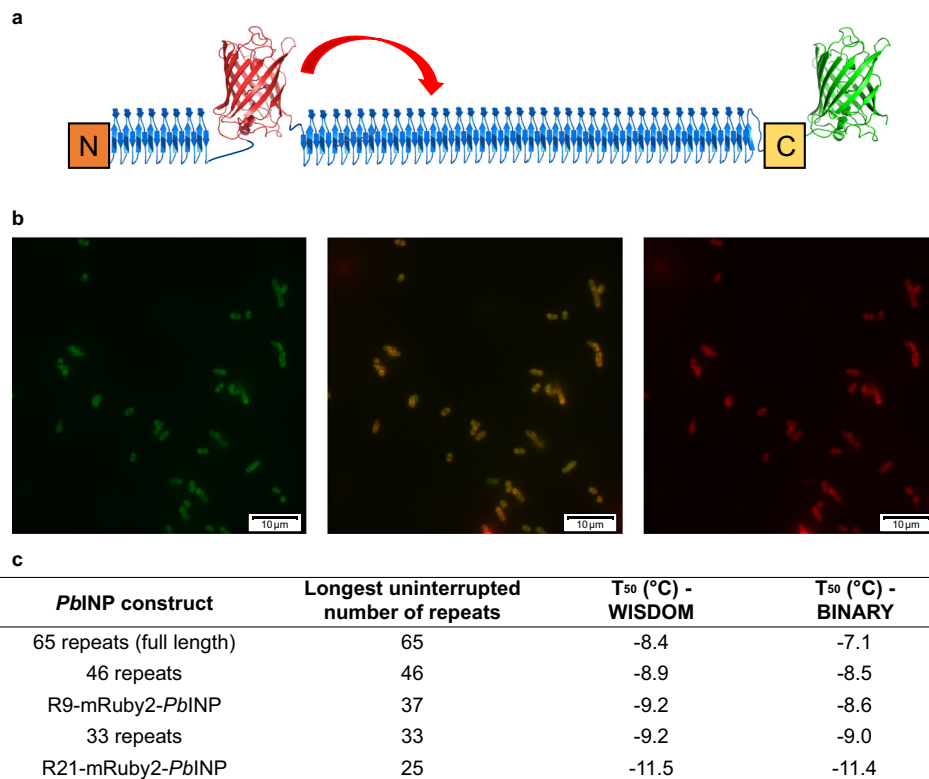 a
N
C
b
10 µm
10 µm
10 µm
c
PbINP construct
Longest uninterrupted number of repeats
T50 (°C) - WISDOM
T50 (°C) - BINARY
65 repeats (full length) 65 -8.4 -7.1
46 repeats 46 -8.9 -8.5
R9-mRuby2-PbINP 37 -9.2 -8.6
33 repeats 33 -9.2 -9.0
R21-mRuby2-PbINP 25 -11.5 -11.4